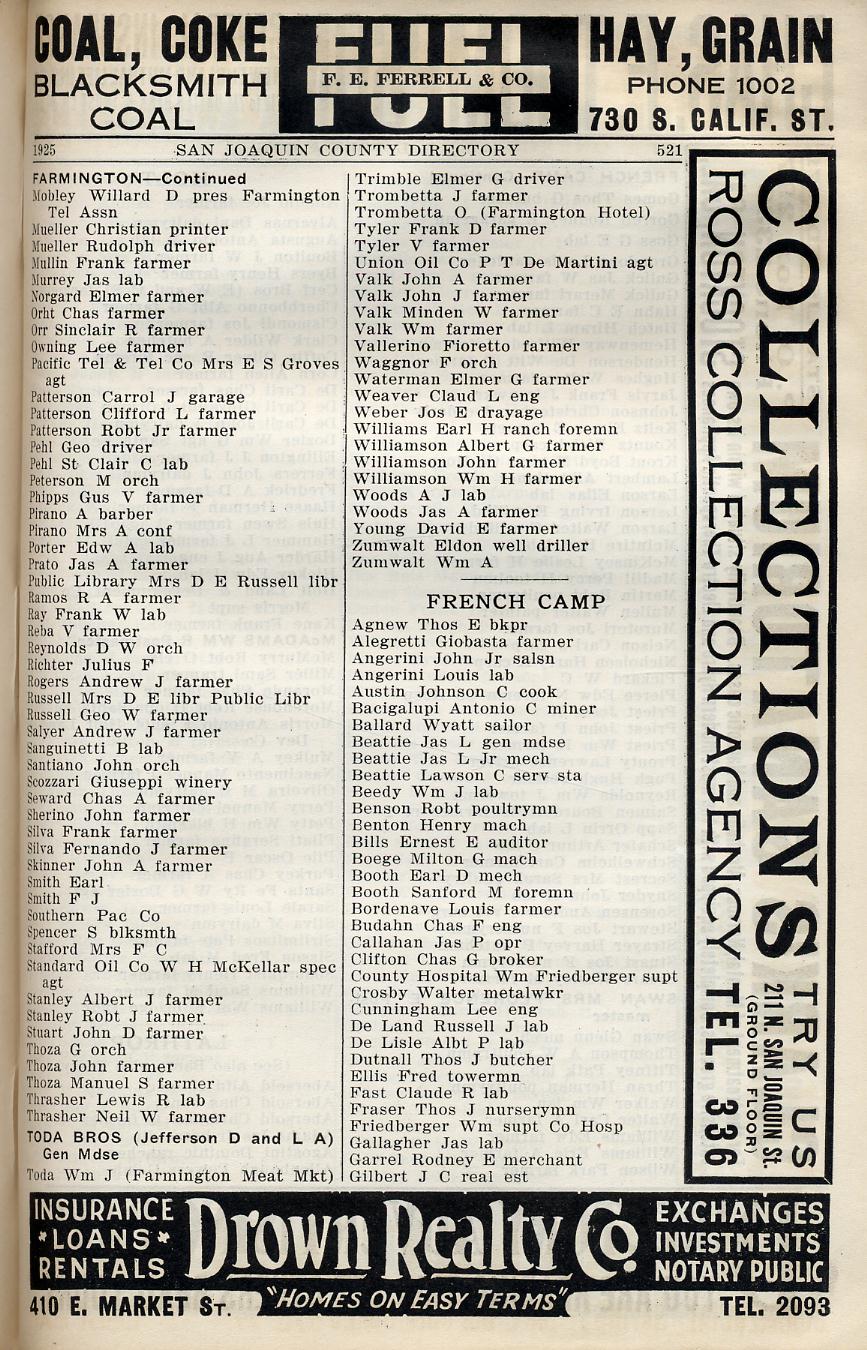 COAL, COKE
BLACKSMITH
COAL
FUEL
F. E. FERRELL & CO.
HAY, GRAIN
PHONE 1002
730 S. CALIF. ST.
1925 SAN JOAQUIN COUNTY DIRECTORY 521
FARMINGTON—Continued
Mobley Willard D pres Farmington
Tel Assn
Mueller Christian printer
Mueller Rudolph driver
Mullin Frank farmer
Murrey Jas lab
Norgard Elmer farmer
Orht Chas farmer
Orr Sinclair R farmer
Owning Lee farmer
Pacific Tel & Tel Co Mrs E S Groves
agt
Patterson Carrol J garage
Patterson Clifford L farmer
Patterson Robt Jr farmer
Pehl Geo driver
Pehl St Clair C lab
Peterson M orch
Phipps Gus V farmer
Pirano A barber
Pirano Mrs A conf
Porter Edw A lab
Prato Jas A farmer
Public Library Mrs D E Russell libr
Ramos R A farmer
Ray Frank W lab
Reba V farmer
Reynolds D W orch
Richter Julius F
Rogers Andrew J farmer
Russell Mrs D E libr Public Libr
Russell Geo W farmer
Salyer Andrew J farmer
Sanguinetti B lab
Santiano John orch
Scozzari Giuseppi winery
Seward Chas A farmer
Sherino John farmer
Silva Frank farmer
Silva Fernando J farmer
Skinner John A farmer
Smith Earl
Smith F J
Southern Pac Co
Spencer S blksmth
Stafford Mrs F C
Standard Oil Co W H McKellar spec
agt
Stanley Albert J farmer
Stanley Robt J farmer
Stuart John D farmer
Thoza G orch
Thoza John farmer
Thoza Manuel S farmer
Thrasher Lewis R lab
Thrasher Neil W farmer
TODA BROS (Jefferson D and L A)
Gen Mdse
Toda Wm J (Farmington Meat Mkt)
Trimble Elmer G driver
Trombetta J farmer
Trombetta O (Farmington Hotel)
Tyler Frank D farmer
Tyler V farmer
Union Oil Co P T De Martini agt
Valk John A farmer
Valk John J farmer
Valk Minden W farmer
Valk Wm farmer
Vallerino Fioretto farmer
Waggnor F orch
Waterman Elmer G farmer
Weaver Claud L eng
Weber Jos E drayage
Williams Earl H ranch foremn
Williamson Albert G farmer
Williamson John farmer
Williamson Wm H farmer
Woods A J lab
Woods Jas A farmer
Young David E farmer
Zumwalt Eldon well driller
Zumwalt Wm A
FRENCH CAMP
Agnew Thos E bkpr
Alegretti Giobasta farmer
Angerini John Jr salsn
Angerini Louis lab
Austin Johnson C cook
Bacigalupi Antonio C miner
Ballard Wyatt sailor
Beattie Jas L gen mdse
Beattie Jas L Jr mech
Beattie Lawson C serv sta
Beedy Wm J lab
Benson Robt poultrymn
Benton Henry mach
Bills Ernest E auditor
Boege Milton G mach
Booth Earl D mech
Booth Sanford M foremn
Bordenave Louis farmer
Budahn Chas F eng
Callahan Jas P opr
Clifton Chas G broker
County Hospital Wm Friedberger supt
Crosby Walter metalwkr
Cunningham Lee eng
De Land Russell J lab
De Lisle Albt P lab
Dutnall Thos J butcher
Ellis Fred towermn
Fast Claude R lab
Fraser Thos J nurserymn
Friedberger Wm supt Co Hosp
Gallagher Jas lab
Garrel Rodney E merchant
Gilbert J C real est
COLLECTIONS TRY US
211 N. SAN JOAQUIN St.
(GROUND FLOOR)
ROSS COLLECTION AGENCY TEL. 336
INSURANCE
*LOANS*
RENTALS
Drown Realty Co.
EXCHANGES
INVESTMENTS
NOTARY PUBLIC
410 E. MARKET ST.
"HOMES ON EASY TERMS"
TEL. 2093